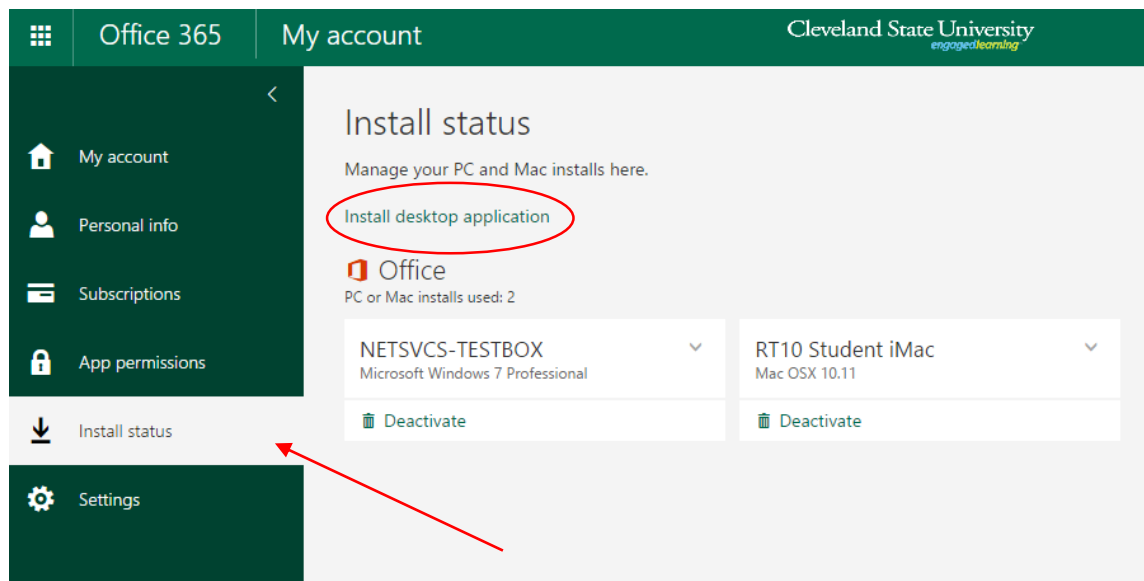 Office 365
My account
Cleveland State University
engagedlearning
My account
Personal info
Subscriptions
App permissions
Install status
Settings
Install status
Manage your PC and Mac installs here.
Install desktop application
Office
PC or Mac installs used: 2
NETSVCS-TESTBOX
Microsoft Windows 7 Professional
Deactivate
RT10 Student iMac
Mac OSX 10.11
Deactivate